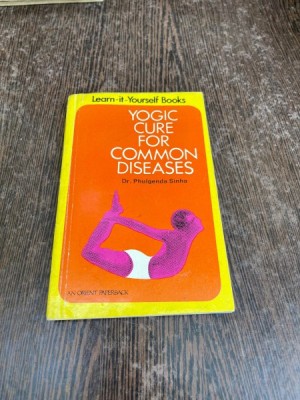 Learn-it-Yourself Books
YOGIC
CURE
FOR
COMMON
DISEASES
Dr. Phulgenda Sinha
AN ORIENT PAPERBACK